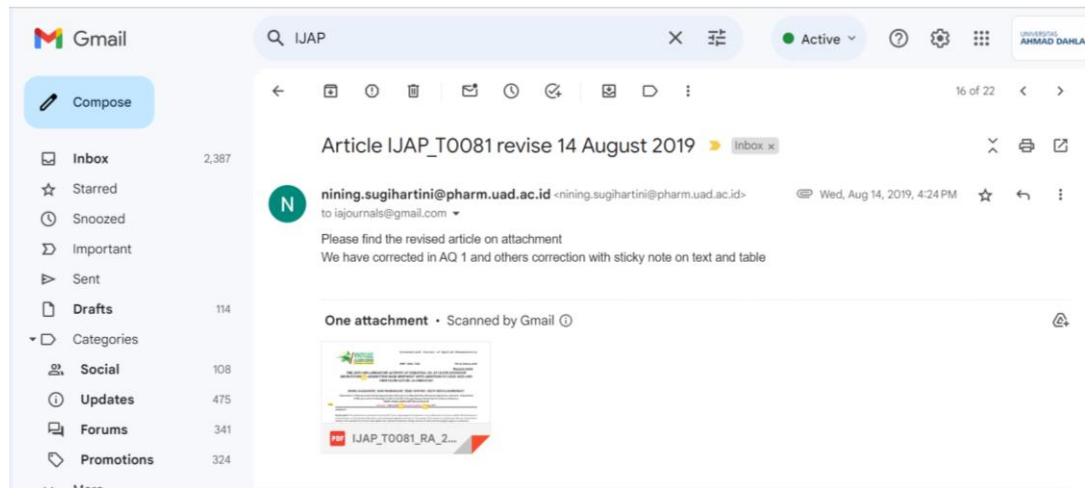 Gmail
IJAP
Active
UNIVERSITAS
AHMAD DAHLA
Compose
16 of 22
Inbox 2,387
Starred
Snoozed
Important
Sent
Drafts 114
Categories
Social 108
Updates 475
Forums 341
Promotions 324
More
Article IJAP_T0081 revise 14 August 2019
Inbox x
N
nining.sugihartini@pharm.uad.ac.id <nining.sugihartini@pharm.uad.ac.id>
Wed, Aug 14, 2019, 4:24 PM
to iajournals@gmail.com
Please find the revised article on attachment
We have corrected in AQ 1 and others correction with sticky note on text and table
One attachment • Scanned by Gmail
PDF IJAP_T0081_RA_2...